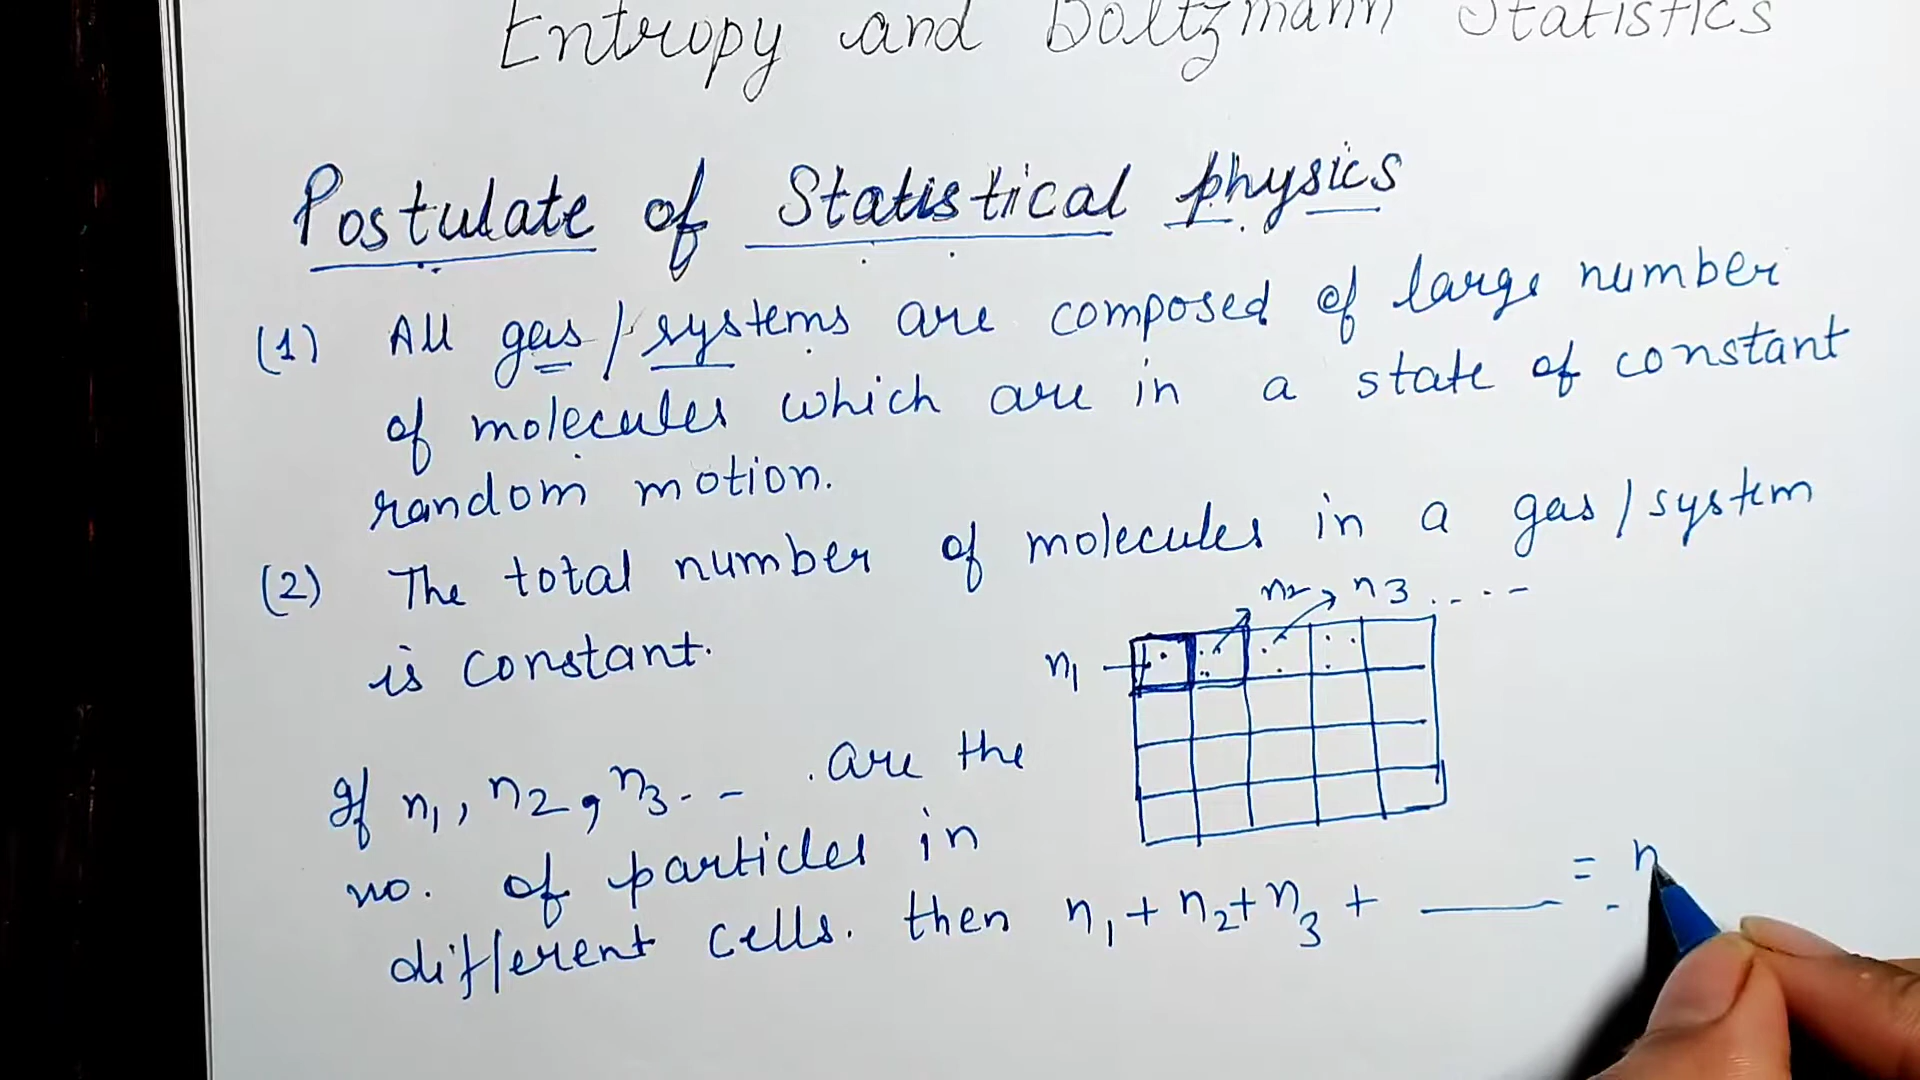 Entropy and Boltzmann Statistics
Postulate of Statistical physics
(1) All gas/systems are composed of large number
of molecules which are in a state of constant
random motion.
(2) The total number of molecules in a gas/system
is constant.
n2 n3 . - - -
n1
If n1, n2, n3 - - . are the
no. of particles in
different cells. then n1 + n2 + n3 + ___ = n